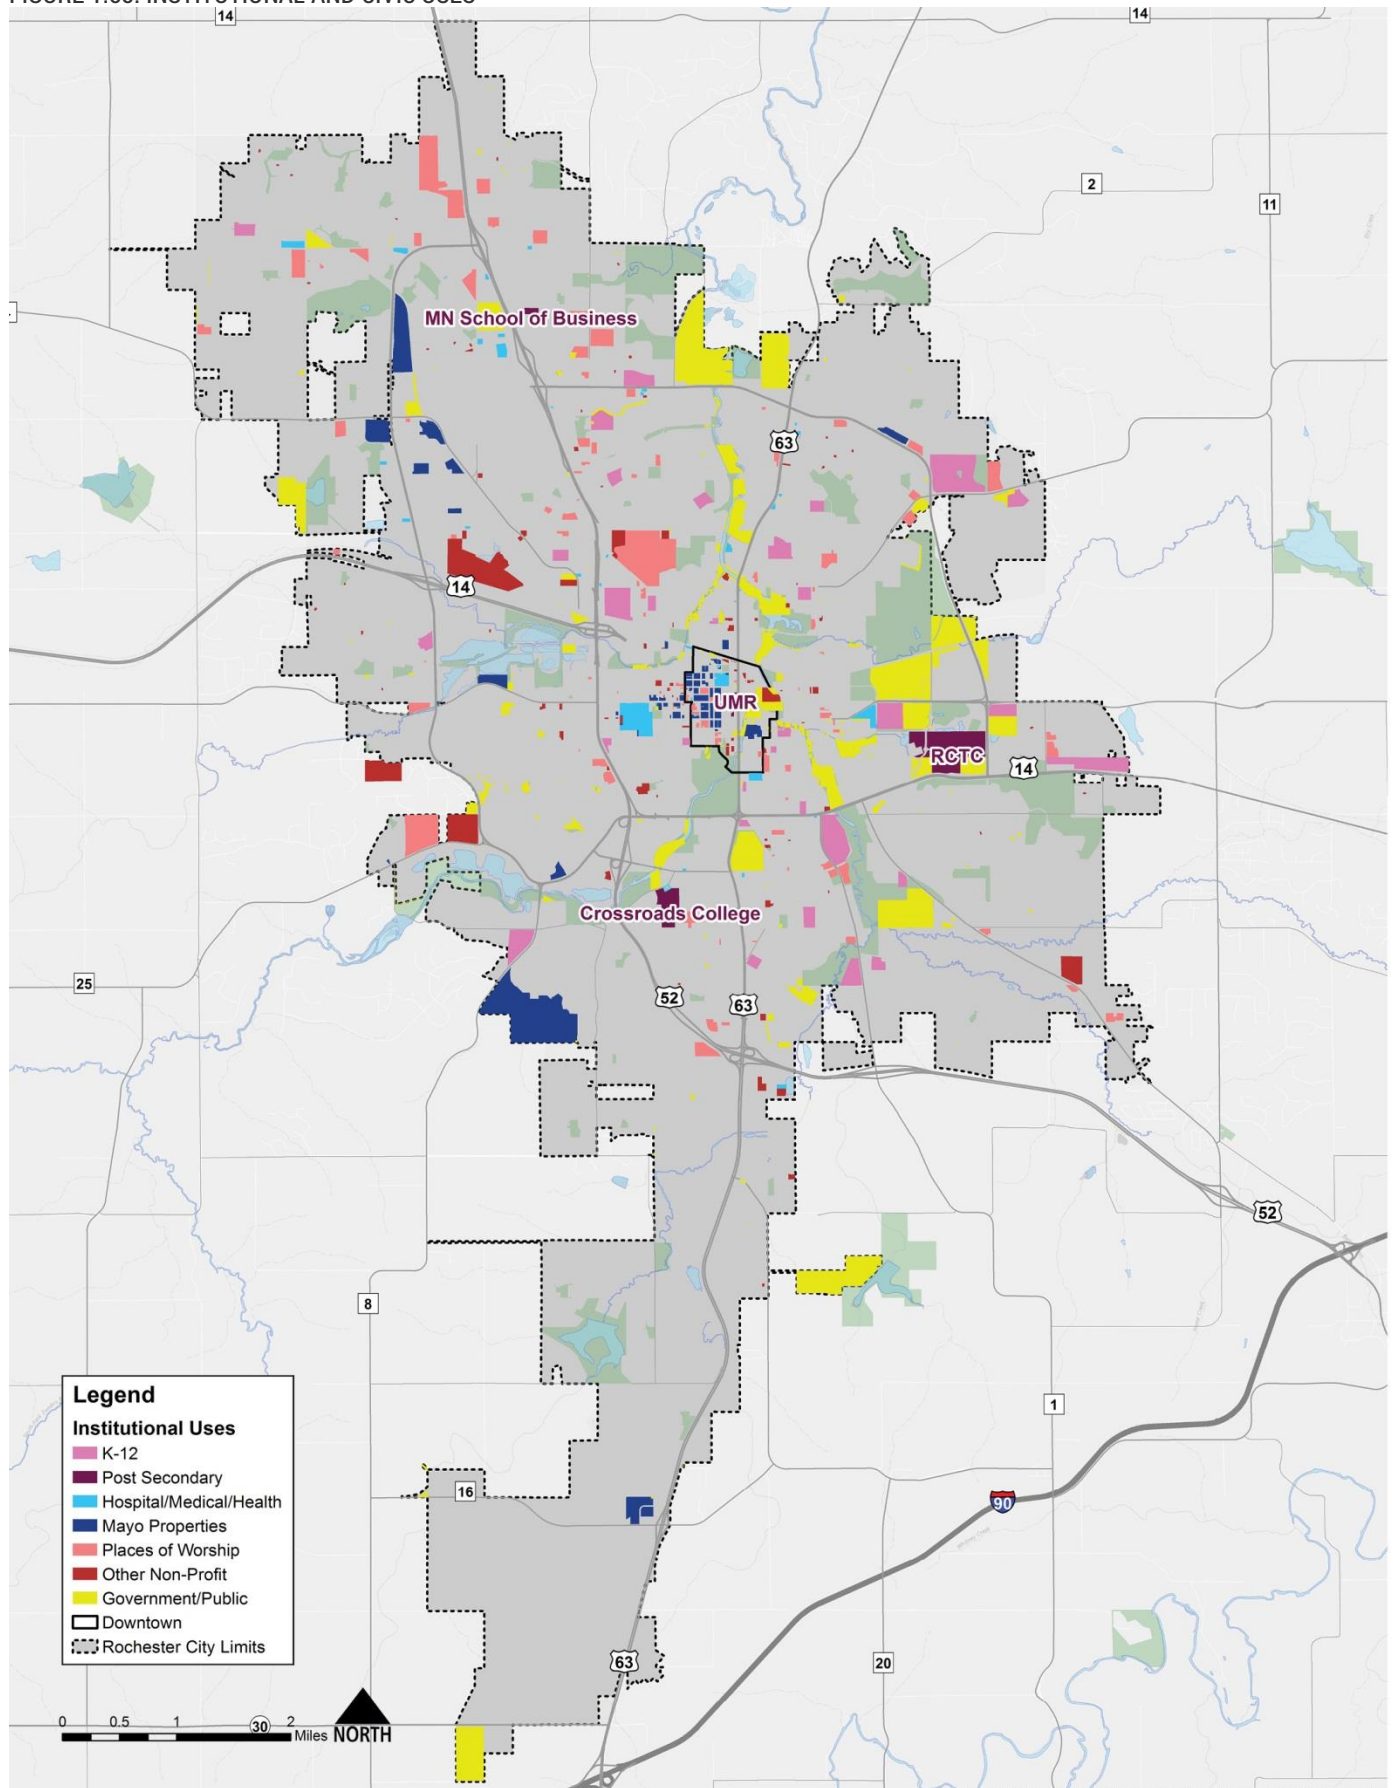 14
14
2
11
MN School of Business
63
14
UMR
RCTC
14
Crossroads College
25
52
63
52
8
1
16
90
63
20
Legend
Institutional Uses
K-12
Post Secondary
Hospital/Medical/Health
Mayo Properties
Places of Worship
Other Non-Profit
Government/Public
Downtown
Rochester City Limits
0 0.5 1 30 2
Miles NORTH